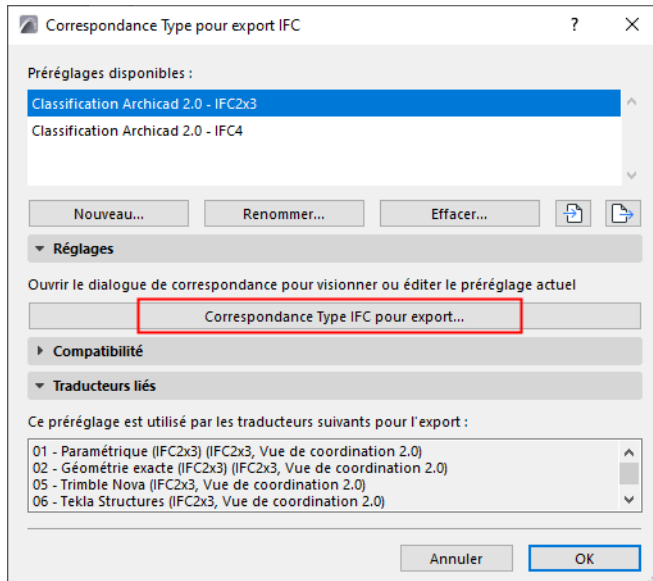 Correspondance Type pour export IFC
Préréglages disponibles :
Classification Archicad 2.0 - IFC2x3
Classification Archicad 2.0 - IFC4
Nouveau... Renommer... Effacer...
Réglages
Ouvrir le dialogue de correspondance pour visionner ou éditer le préréglage actuel
Correspondance Type IFC pour export...
Compatibilité
Traducteurs liés
Ce préréglage est utilisé par les traducteurs suivants pour l'export :
01 - Paramétrique (IFC2x3) (IFC2x3, Vue de coordination 2.0)
02 - Géométrie exacte (IFC2x3) (IFC2x3, Vue de coordination 2.0)
05 - Trimble Nova (IFC2x3, Vue de coordination 2.0)
06 - Tekla Structures (IFC2x3, Vue de coordination 2.0)
Annuler OK